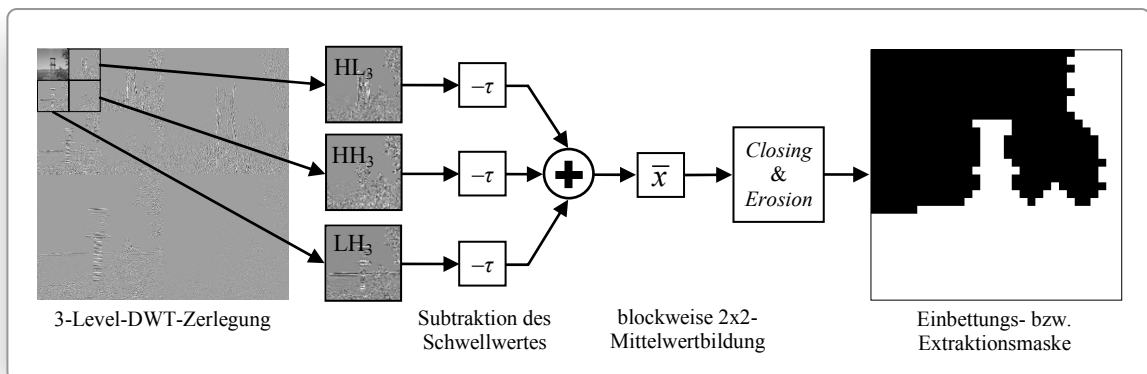 HL3
HH3
LH3
−τ
−τ
−τ
+
x̅
Closing
&
Erosion
3-Level-DWT-Zerlegung
Subtraktion des
Schwellwertes
blockweise 2x2-
Mittelwertbildung
Einbettungs- bzw.
Extraktionsmaske